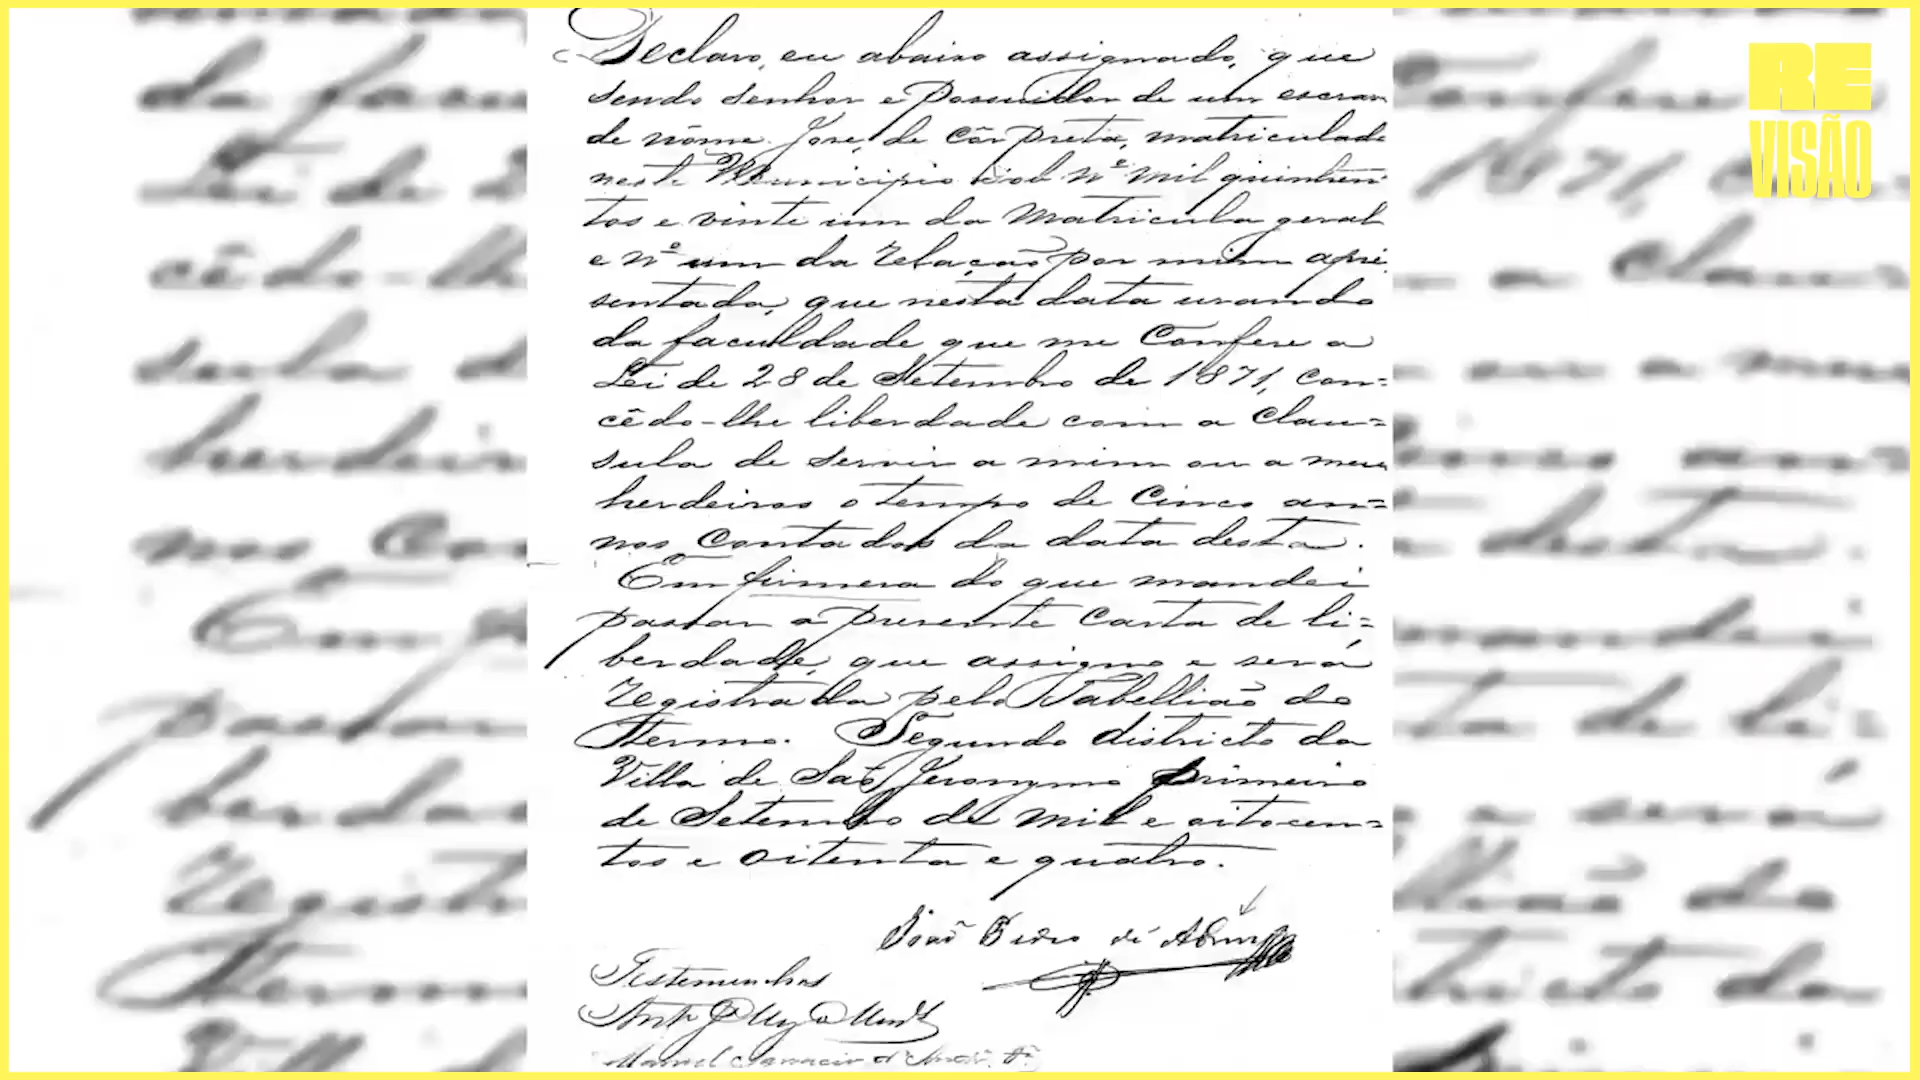 Declaro, eu abaixo assignado, que
sendo senhor e possuidor de um escra
de nome José, de côr preta, matriculado
neste Municipio sob Nº mil quinhen
tos e vinte um da Matricula geral
e Nº um da relação por mim apre
sentada, que nesta data usando
da faculdade que me Confere a
Lei de 28 de Setembro de 1871, Con=
cêdo-lhe liberdade com a Clau=
sula de servir a mim ou a meus
herdeiros o tempo de Cinco an=
nos Contados da data desta.
Em firmesa do que mandei
passar a presente Carta de li=
berdade, que assigno e será
registrada pelo Tabellião do
Termo. Segundo districto da
Villa de São Jeronymo primeiro
de Setembro de Mil e oitocen=
tos e oitenta e quatro.
João
Testemunhas
Manoel
RE
VISÃO